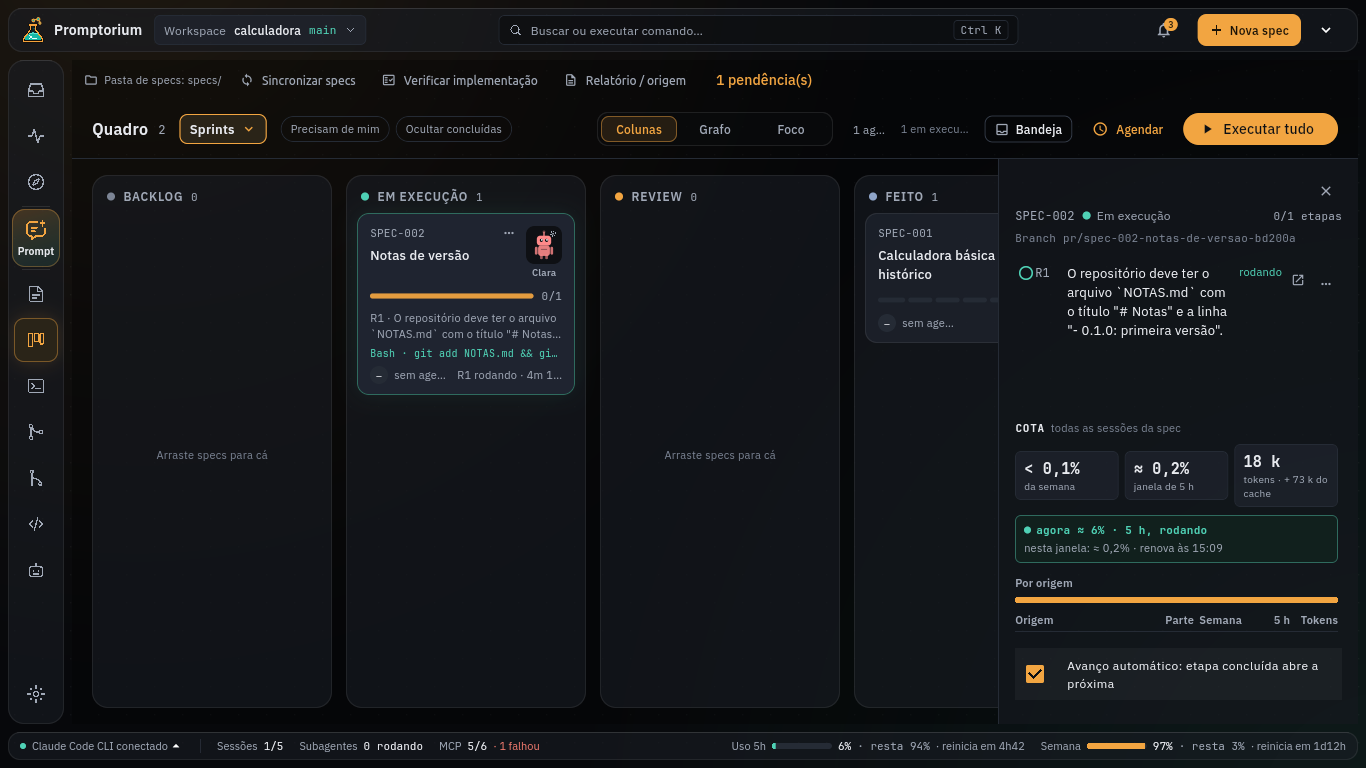 Promptorium
Workspace calculadora main
Buscar ou executar comando…
Ctrl K
3
Nova spec
Pasta de specs: specs/
Sincronizar specs
Verificar implementação
Relatório / origem
1 pendência(s)
Quadro 2
Sprints
Precisam de mim
Ocultar concluídas
Colunas
Grafo
Foco
1 ag…
1 em execu…
Bandeja
Agendar
Executar tudo
Prompt
BACKLOG 0
Arraste specs para cá
EM EXECUÇÃO 1
SPEC-002
Notas de versão
Clara
0/1
R1 · O repositório deve ter o arquivo
`NOTAS.md` com o título "# Notas…
Bash · git add NOTAS.md && gi…
– sem age… R1 rodando · 4m 1…
REVIEW 0
Arraste specs para cá
FEITO 1
SPEC-001
Calculadora básica
histórico
– sem age…
SPEC-002 Em execução 0/1 etapas
Branch pr/spec-002-notas-de-versao-bd200a
R1
O repositório deve ter o
arquivo `NOTAS.md` com
o título "# Notas" e a linha
"- 0.1.0: primeira versão".
rodando
COTA todas as sessões da spec
< 0,1%
da semana
≈ 0,2%
janela de 5 h
18 k
tokens · + 73 k do
cache
agora ≈ 6% · 5 h, rodando
nesta janela: ≈ 0,2% · renova às 15:09
Por origem
Origem Parte Semana 5 h Tokens
Avanço automático: etapa concluída abre a
próxima
Claude Code CLI conectado
Sessões 1/5
Subagentes 0 rodando
MCP 5/6 · 1 falhou
Uso 5h 6% · resta 94% · reinicia em 4h42
Semana 97% · resta 3% · reinicia em 1d12h